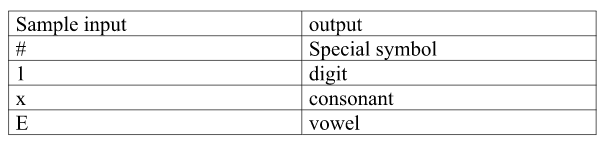 Sample input output
# Special symbol
1 digit
x consonant
E vowel